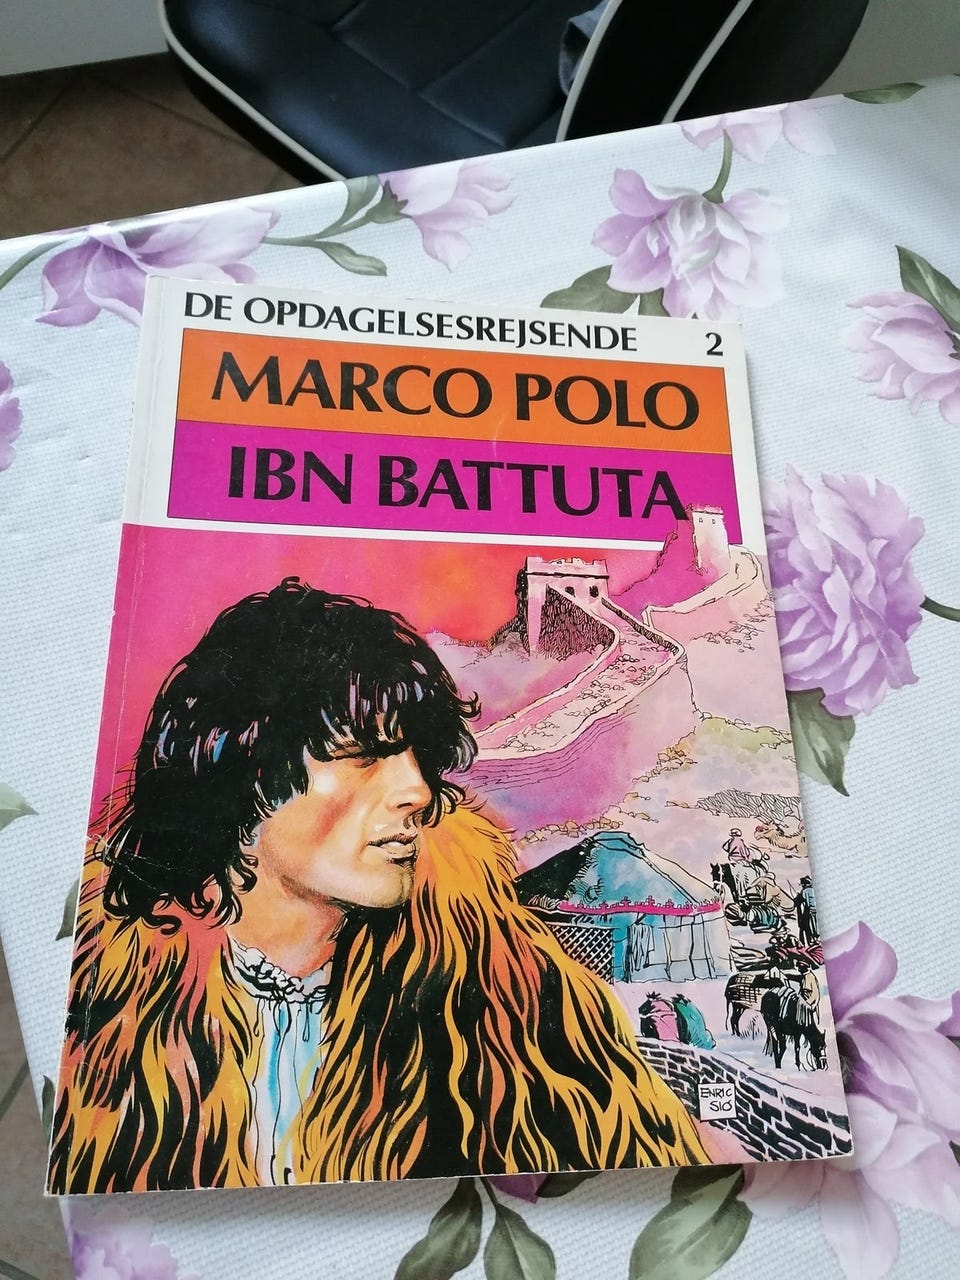 DE OPDAGELSESREJSENDE 2
MARCO POLO
IBN BATTUTA
ENRIC
SIÓ